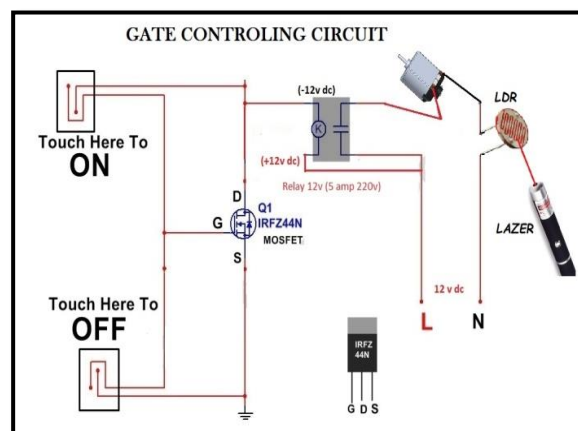 GATE CONTROLING CIRCUIT
Touch Here To
ON
(-12v dc)
K
(+12v dc)
Relay 12v (5 amp 220v)
LDR
LAZER
D
G
Q1
IRFZ44N
MOSFET
S
12 v dc
L N
Touch Here To
OFF
IRFZ
44N
G D S